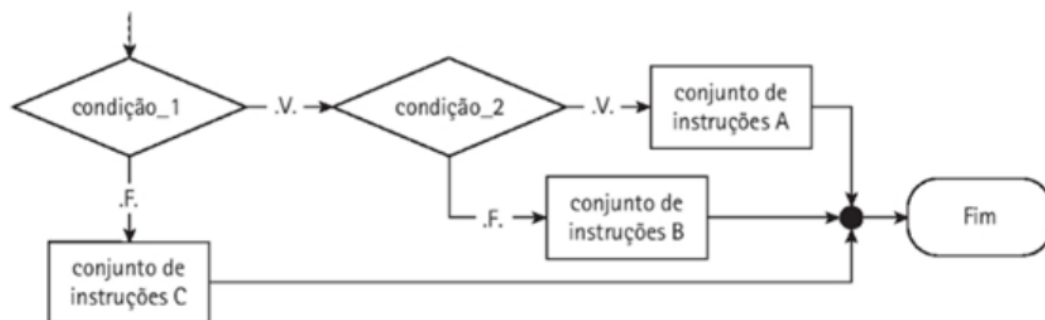 condição_1
.V.
condição_2
.V.
conjunto de
instruções A
.F.
.F.
conjunto de
instruções B
Fim
conjunto de
instruções C